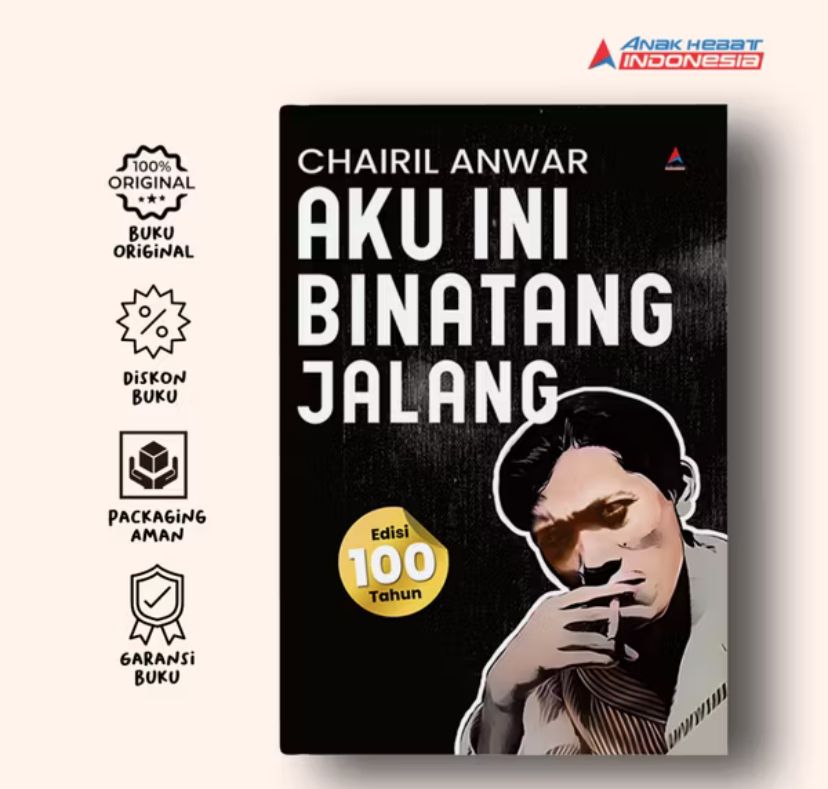 ANAK HEBAT
INDONESIA
100%
ORIGINAL
BUKU
ORIGINAL
DISKON
BUKU
PACKAGING
AMAN
GARANSI
BUKU
CHAIRIL ANWAR
AKU INI
BINATANG
JALANG
Edisi
100
Tahun